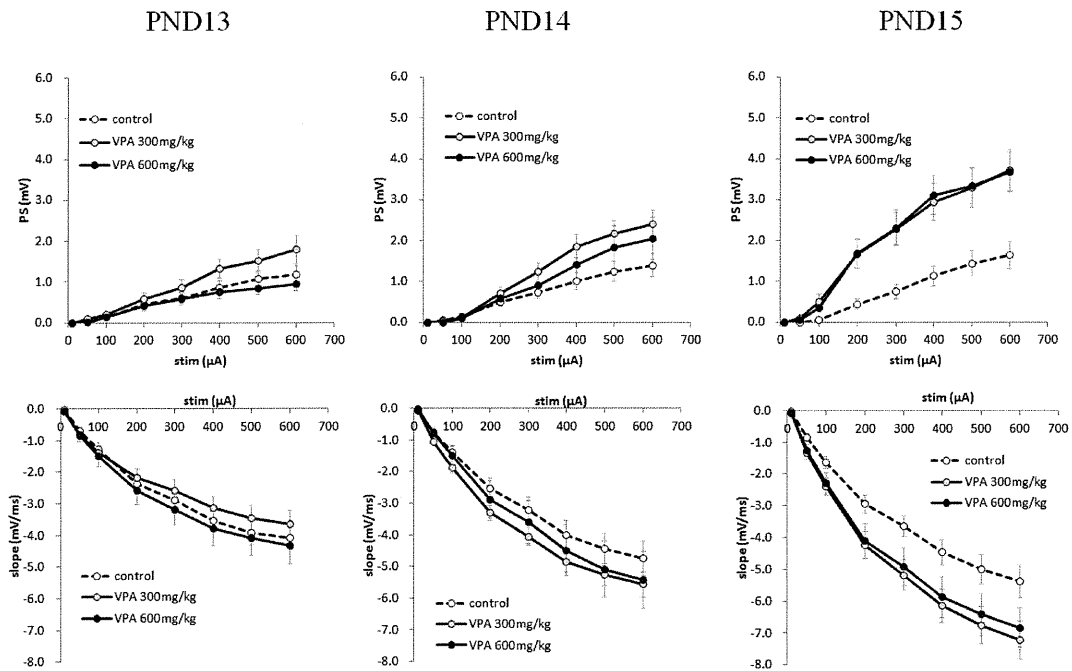 PND13 PND14 PND15
6.0
5.0
4.0
3.0
2.0
1.0
0.0
PS (mV)
control
VPA 300mg/kg
VPA 600mg/kg
0 100 200 300 400 500 600 700
stim (µA)
6.0
5.0
4.0
3.0
2.0
1.0
0.0
PS (mV)
control
VPA 300mg/kg
VPA 600mg/kg
0 100 200 300 400 500 600 700
stim (µA)
6.0
5.0
4.0
3.0
2.0
1.0
0.0
PS (mV)
control
VPA 300mg/kg
VPA 600mg/kg
0 100 200 300 400 500 600 700
stim (µA)
stim (µA)
0 100 200 300 400 500 600 700
0.0
-1.0
-2.0
-3.0
-4.0
-5.0
-6.0
-7.0
-8.0
slope (mV/ms)
control
VPA 300mg/kg
VPA 600mg/kg
stim (µA)
0 100 200 300 400 500 600 700
0.0
-1.0
-2.0
-3.0
-4.0
-5.0
-6.0
-7.0
-8.0
slope (mV/ms)
control
VPA 300mg/kg
VPA 600mg/kg
stim (µA)
0 100 200 300 400 500 600 700
0.0
-1.0
-2.0
-3.0
-4.0
-5.0
-6.0
-7.0
-8.0
slope (mV/ms)
control
VPA 300mg/kg
VPA 600mg/kg